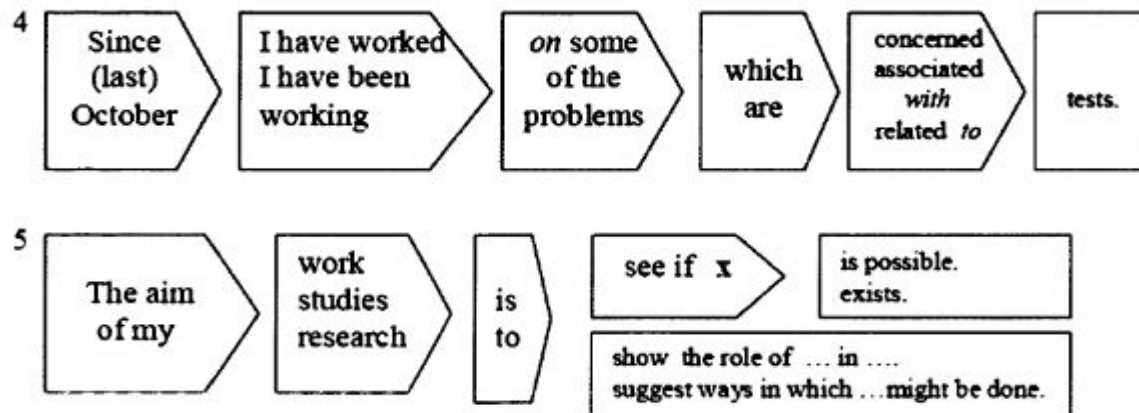 4
Since
(last)
October
I have worked
I have been
working
on some
of the
problems
which
are
concerned
associated
with
related to
tests.
5
The aim
of my
work
studies
research
is
to
see if x
is possible.
exists.
show the role of … in ….
suggest ways in which …might be done.